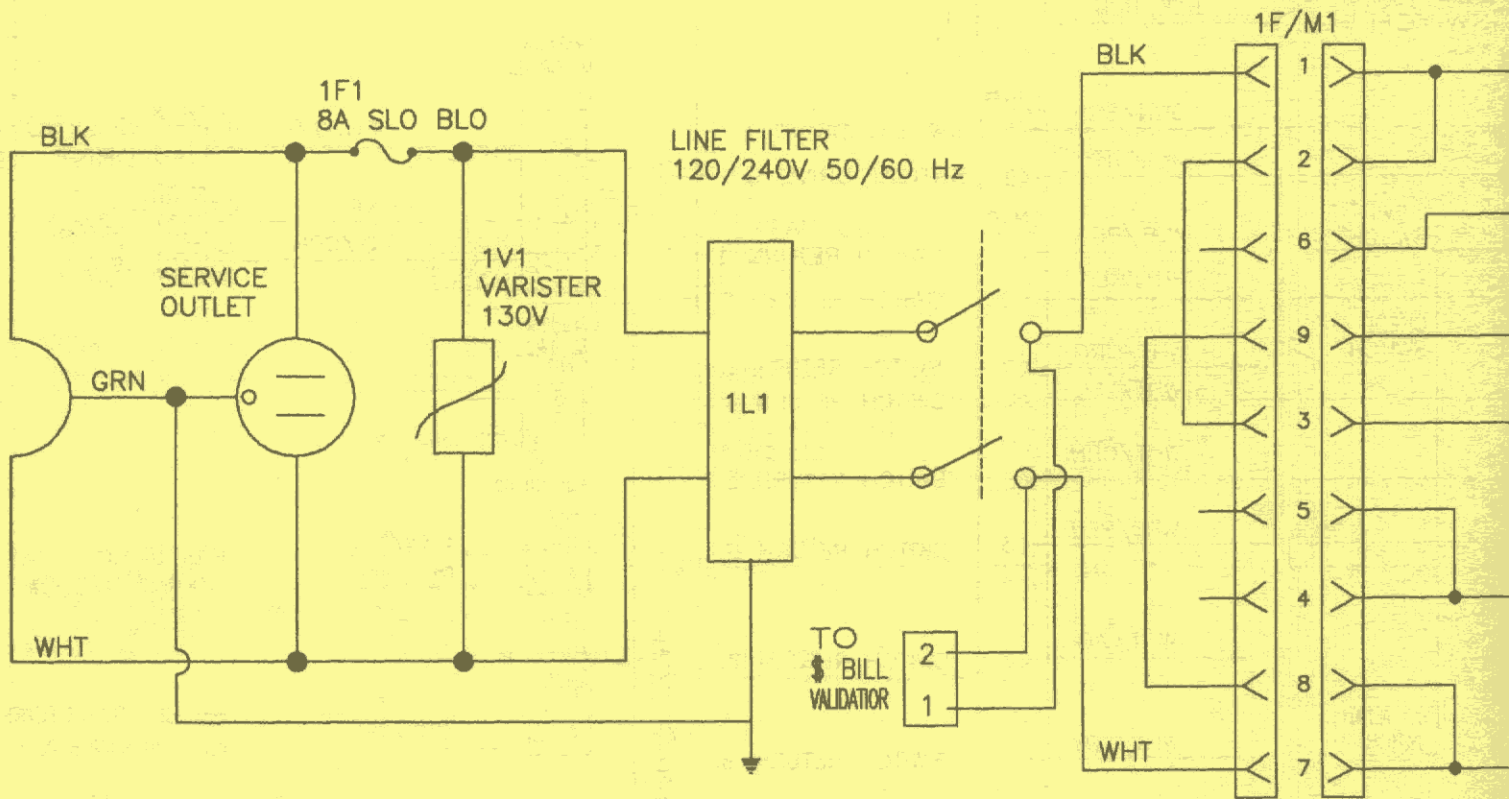 1F/M1
BLK
1
1F1
8A SLO BLO
BLK
LINE FILTER
120/240V 50/60 Hz
2
6
SERVICE
OUTLET
1V1
VARISTER
130V
9
GRN
1L1
3
5
4
TO
$ BILL
VALIDATIOR
2
1
WHT
8
WHT
7